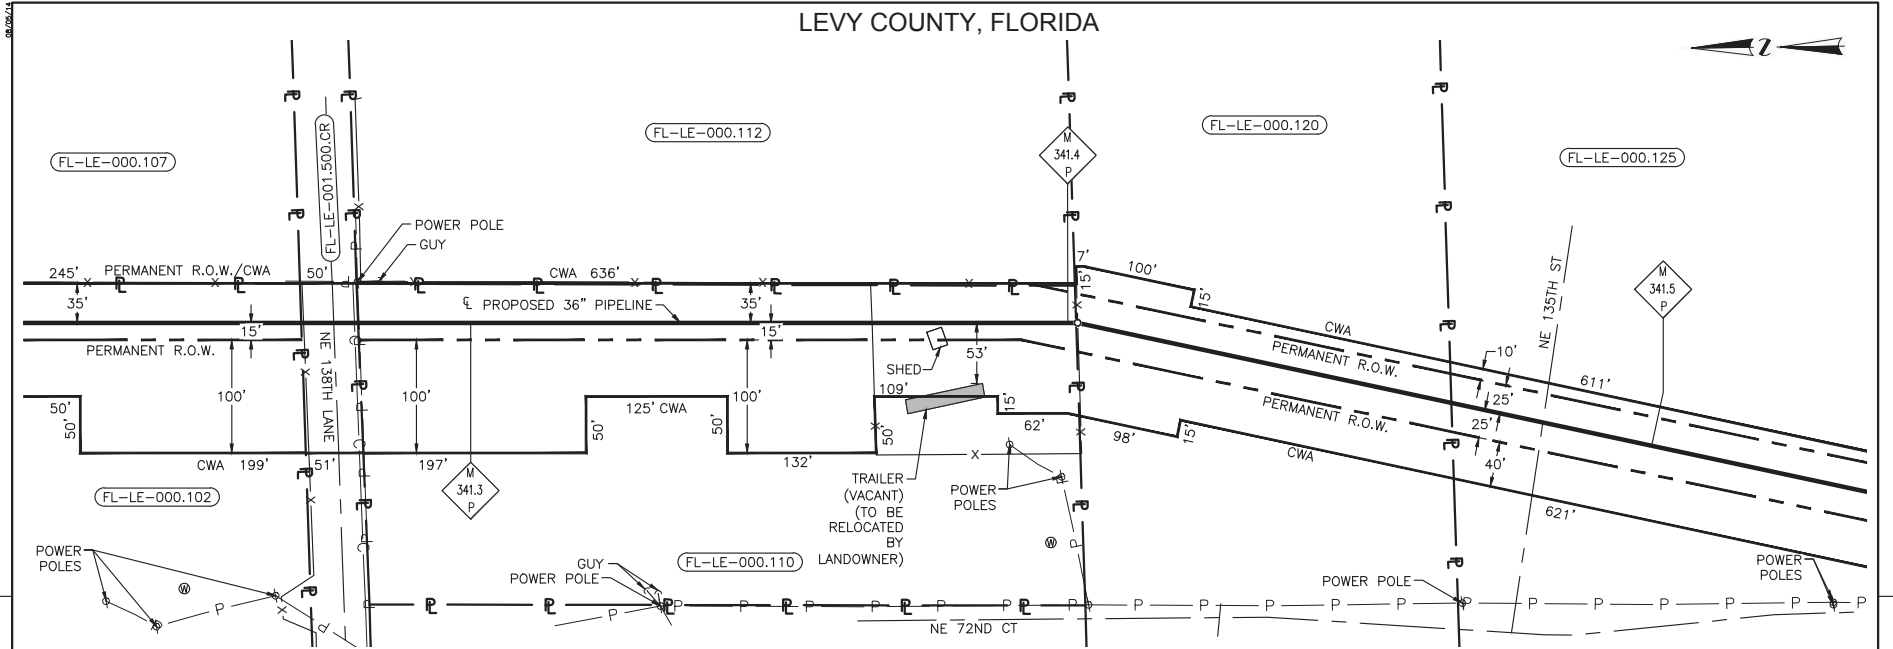 08/05/14
LEVY COUNTY, FLORIDA
Z
FL-LE-000.107
FL-LE-001.500.CR
FL-LE-000.112
M
341.4
P
FL-LE-000.120
FL-LE-000.125
POWER POLE
GUY
245'
PERMANENT R.O.W./CWA
50'
CWA 636'
7'
15'
100'
15'
35'
℄ PROPOSED 36" PIPELINE
35'
15'
15'
PERMANENT R.O.W.
NE 138TH LANE
SHED
53'
CWA
PERMANENT R.O.W.
NE 135TH ST
M
341.5
P
10'
611'
25'
25'
40'
50'
50'
100'
100'
50'
125' CWA
50'
100'
109'
50'
15'
62'
PERMANENT R.O.W.
98'
15'
CWA
621'
CWA 199'
51'
197'
132'
M
341.3
P
FL-LE-000.102
TRAILER
(VACANT)
(TO BE
RELOCATED
BY
LANDOWNER)
POWER
POLES
W
POWER
POLES
W
GUY
POWER POLE
FL-LE-000.110
POWER POLE
POWER
POLES
NE 72ND CT